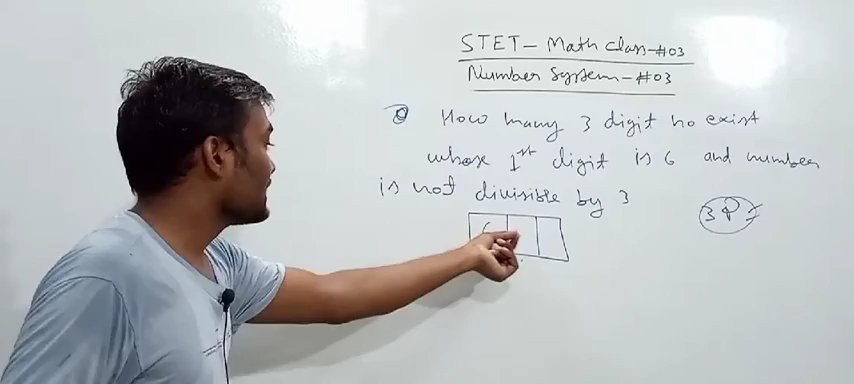 STET - Math Class - #03
Number System - #03
Q How many 3 digit no exist
whose 1st digit is 6 and number
is not divisible by 3
6